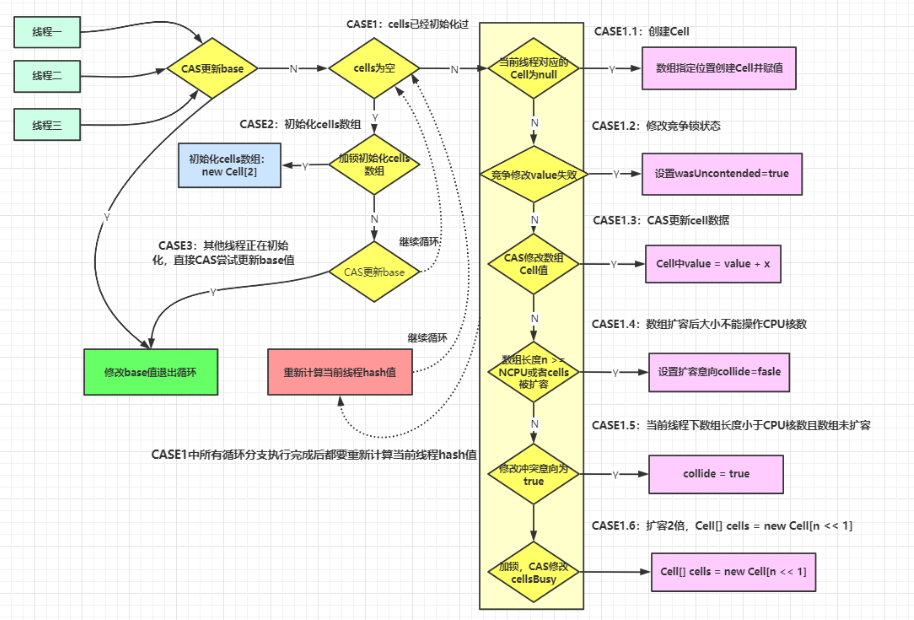 线程一
线程二
线程三
CAS更新base
N
Y
CASE1：cells已经初始化过
cells为空
N
Y
CASE2：初始化cells数组
加锁初始化cells
数组
Y
N
初始化cells数组:
new Cell[2]
CASE3：其他线程正在初始
化，直接CAS尝试更新base值
CAS更新base
Y
继续循环
继续循环
修改base值退出循环
重新计算当前线程hash值
CASE1中所有循环分支执行完成后都要重新计算当前线程hash值
当前线程对应的
Cell为null
Y
N
CASE1.1：创建Cell
数组指定位置创建Cell并赋值
CASE1.2：修改竞争锁状态
竞争修改value失败
Y
N
设置wasUncontended=true
CASE1.3：CAS更新cell数据
CAS修改数组
Cell值
Y
N
Cell中value = value + x
CASE1.4：数组扩容后大小不能操作CPU核数
数组长度n >=
NCPU或者cells
被扩容
Y
N
设置扩容意向collide=fasle
CASE1.5：当前线程下数组长度小于CPU核数且数组未扩容
修改冲突意向为
true
Y
collide = true
CASE1.6：扩容2倍，Cell[] cells = new Cell[n << 1]
加锁，CAS修改
cellsBusy
Y
Cell[] cells = new Cell[n << 1]